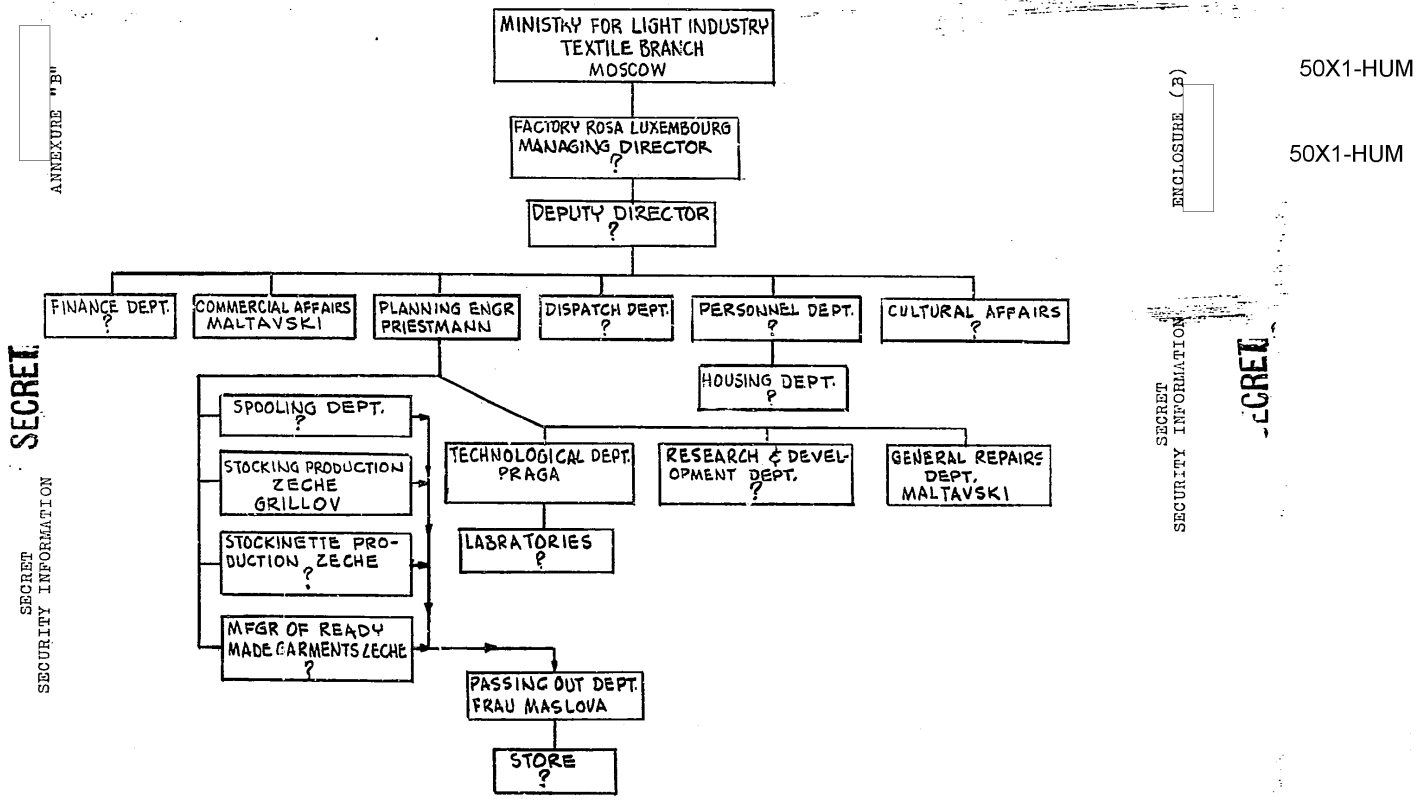 MINISTRY FOR LIGHT INDUSTRY
TEXTILE BRANCH
MOSCOW
50X1-HUM
ANNEXURE "B"
ENCLOSURE (B)
50X1-HUM
FACTORY ROSA LUXEMBOURG
MANAGING DIRECTOR
?
DEPUTY DIRECTOR
?
FINANCE DEPT.
?
COMMERCIAL AFFAIRS
MALTAVSKI
PLANNING ENGR
PRIESTMANN
DISPATCH DEPT.
?
PERSONNEL DEPT.
?
CULTURAL AFFAIRS
?
HOUSING DEPT.
?
SECRET
SECRET
SECURITY INFORMATION
SPOOLING DEPT.
?
STOCKING PRODUCTION
ZECHE
GRILLOV
STOCKINETTE PRO-
DUCTION ZECHE
?
MFGR OF READY
MADE GARMENTS ZECHE
?
TECHNOLOGICAL DEPT.
PRAGA
RESEARCH & DEVEL-
OPMENT DEPT.
?
GENERAL REPAIRS
DEPT.
MALTAVSKI
LABRATORIES
?
PASSING OUT DEPT.
FRAU MASLOVA
STORE
?
SECRET
SECURITY INFORMATION
SECRET